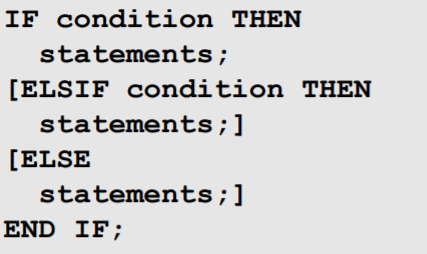 IF condition THEN
statements;
[ELSIF condition THEN
statements;]
[ELSE
statements;]
END IF;